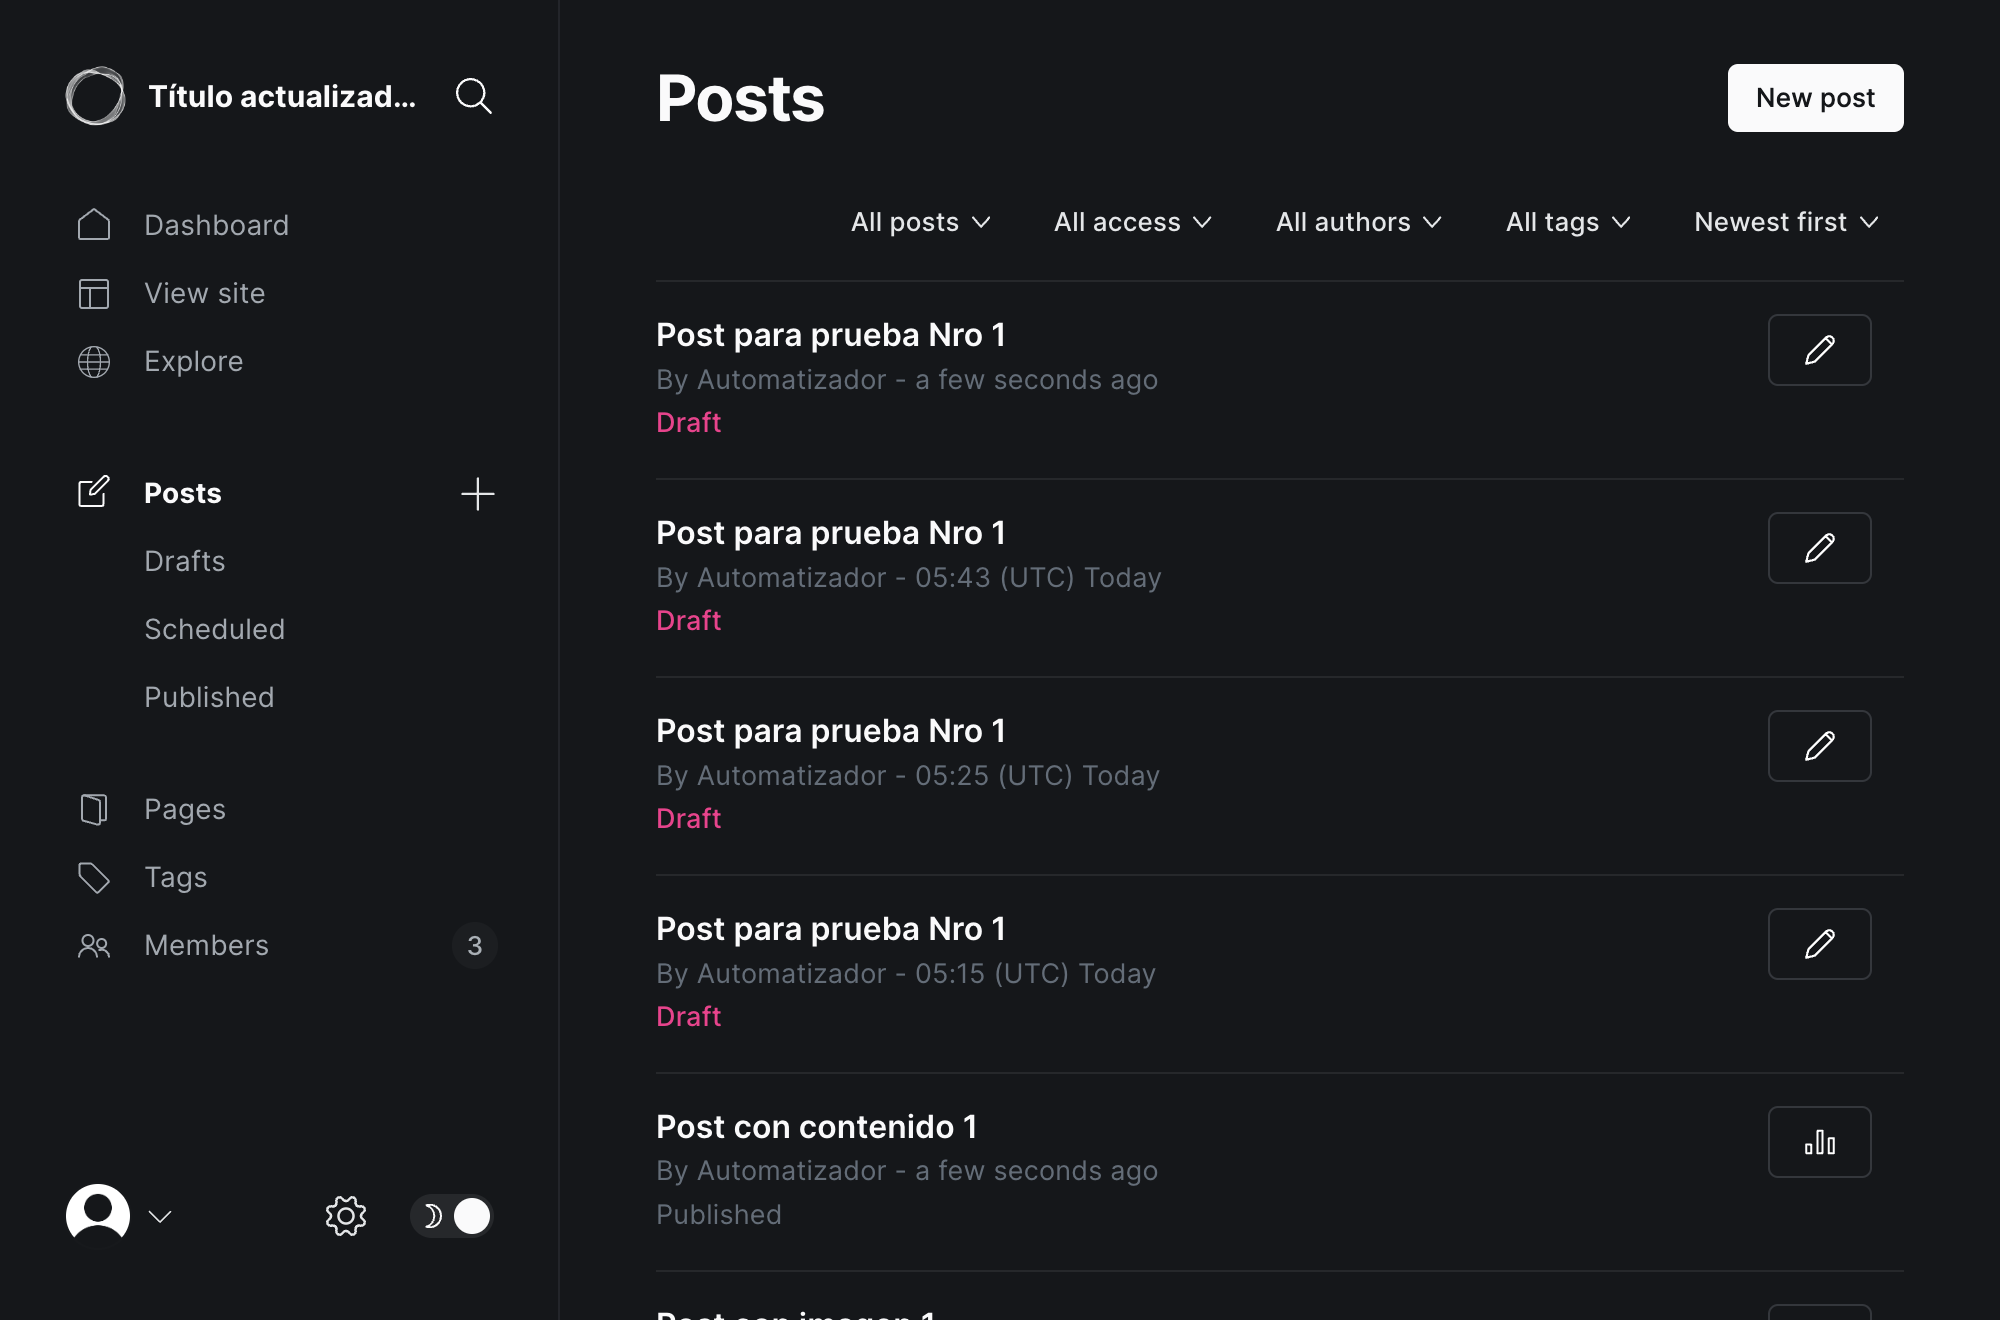 Título actualizad...
Dashboard
View site
Explore
Posts
Drafts
Scheduled
Published
Pages
Tags
Members
3
Posts
New post
All posts
All access
All authors
All tags
Newest first
Post para prueba Nro 1
By Automatizador - a few seconds ago
Draft
Post para prueba Nro 1
By Automatizador - 05:43 (UTC) Today
Draft
Post para prueba Nro 1
By Automatizador - 05:25 (UTC) Today
Draft
Post para prueba Nro 1
By Automatizador - 05:15 (UTC) Today
Draft
Post con contenido 1
By Automatizador - a few seconds ago
Published
Post con imagen 1